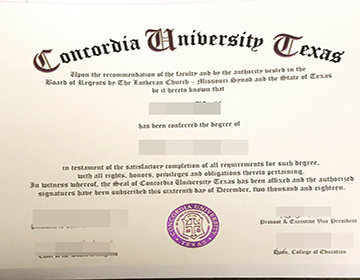 Concordia University Texas
Upon the recommendation of the faculty and by the authority vested in the
Board of Regents by The Lutheran Church – Missouri Synod and the State of Texas
be it hereto known that
has been conferred the degree of
in testament of the satisfactory completion of all requirements for such degree,
with all rights, honors, privileges and obligations thereto pertaining.
In witness whereof, the Seal of Concordia University Texas has been affixed and the authorized
signatures have been subscribed this sixteenth day of December, two thousand and eighteen.
CONCORDIA UNIVERSITY
TEXAS
Provost & Executive Vice President
Dean, College of Education